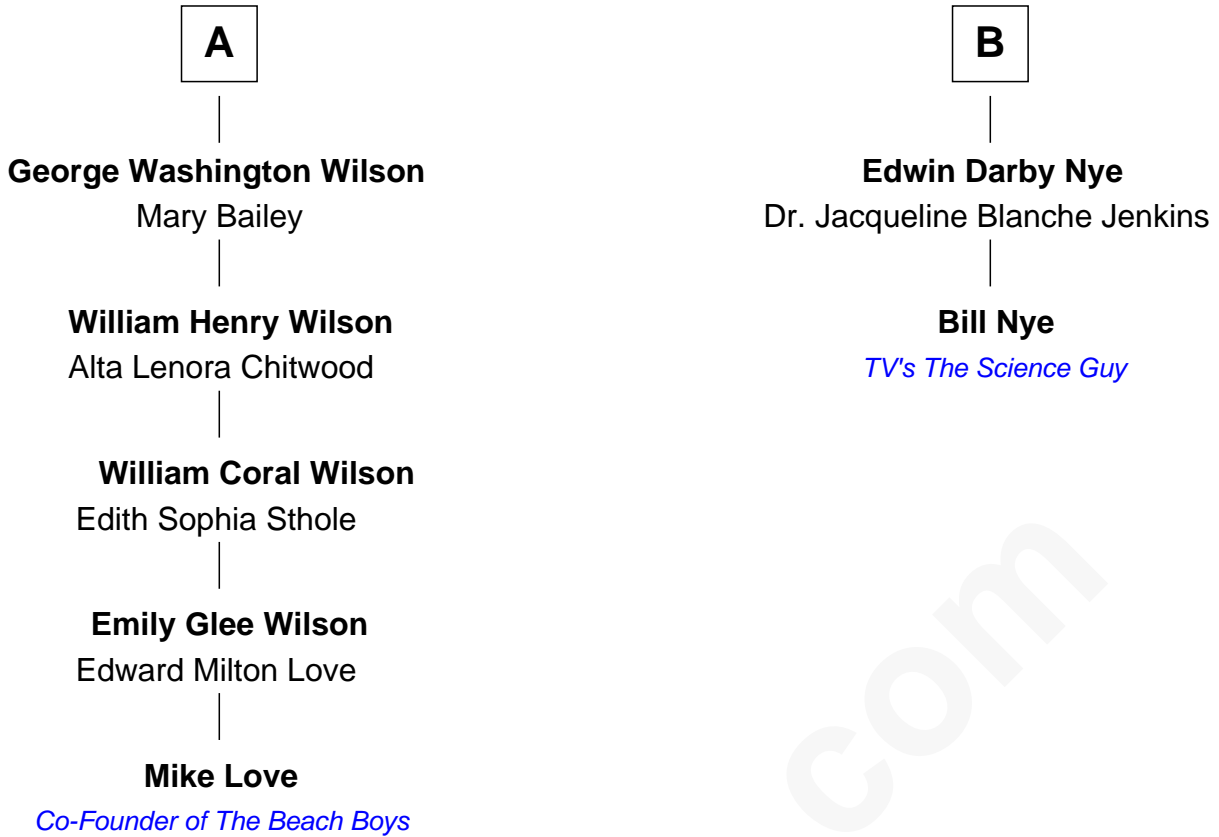 A
George Washington Wilson
Mary Bailey
William Henry Wilson
Alta Lenora Chitwood
William Coral Wilson
Edith Sophia Sthole
Emily Glee Wilson
Edward Milton Love
Mike Love
Co-Founder of The Beach Boys
B
Edwin Darby Nye
Dr. Jacqueline Blanche Jenkins
Bill Nye
TV's The Science Guy
com